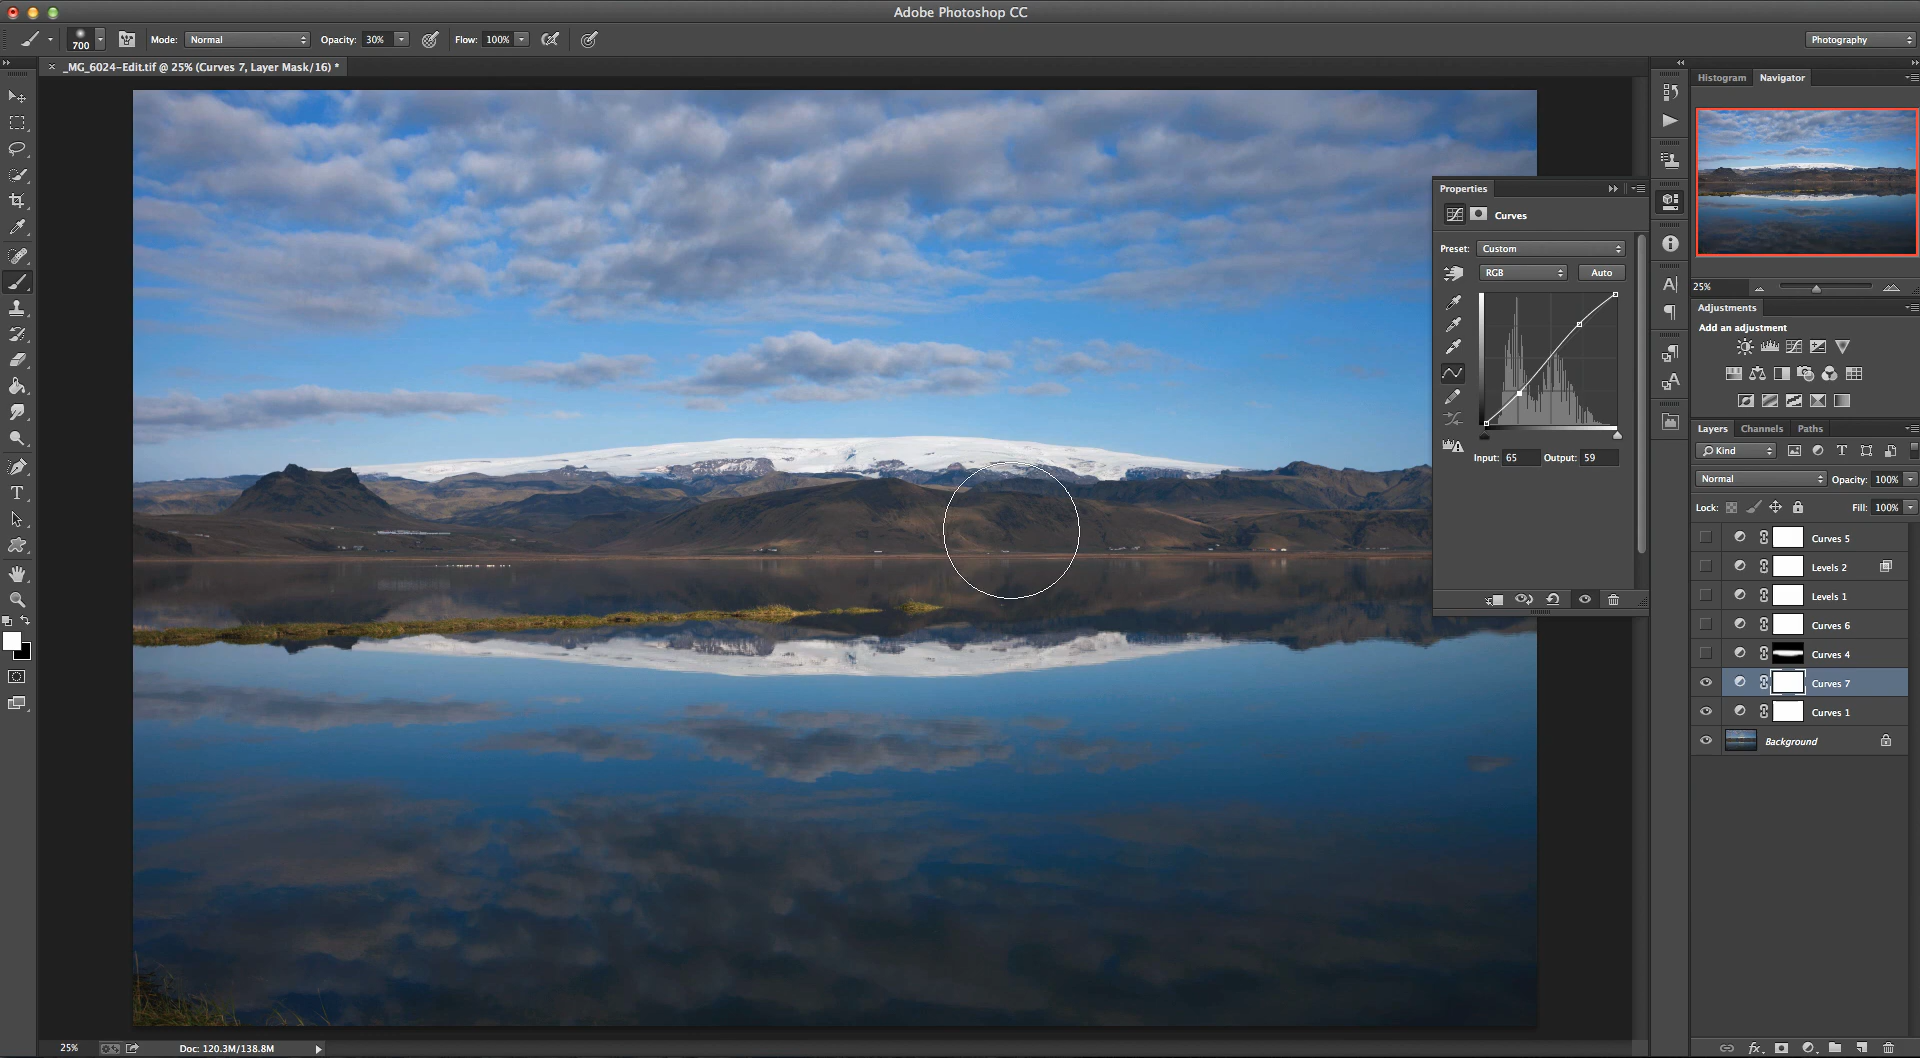 Adobe Photoshop CC
700
Mode: Normal Opacity: 30% Flow: 100% Photography
_MG_6024-Edit.tif @ 25% (Curves 7, Layer Mask/16) *
Histogram Navigator
25%
Properties
Curves
Preset: Custom
RGB Auto
Input: 65 Output: 59
Adjustments
Add an adjustment
Layers Channels Paths
Kind
Normal Opacity: 100%
Lock: Fill: 100%
Curves 5
Levels 2
Levels 1
Curves 6
Curves 4
Curves 7
Curves 1
Background
25% Doc: 120.3M/138.8M